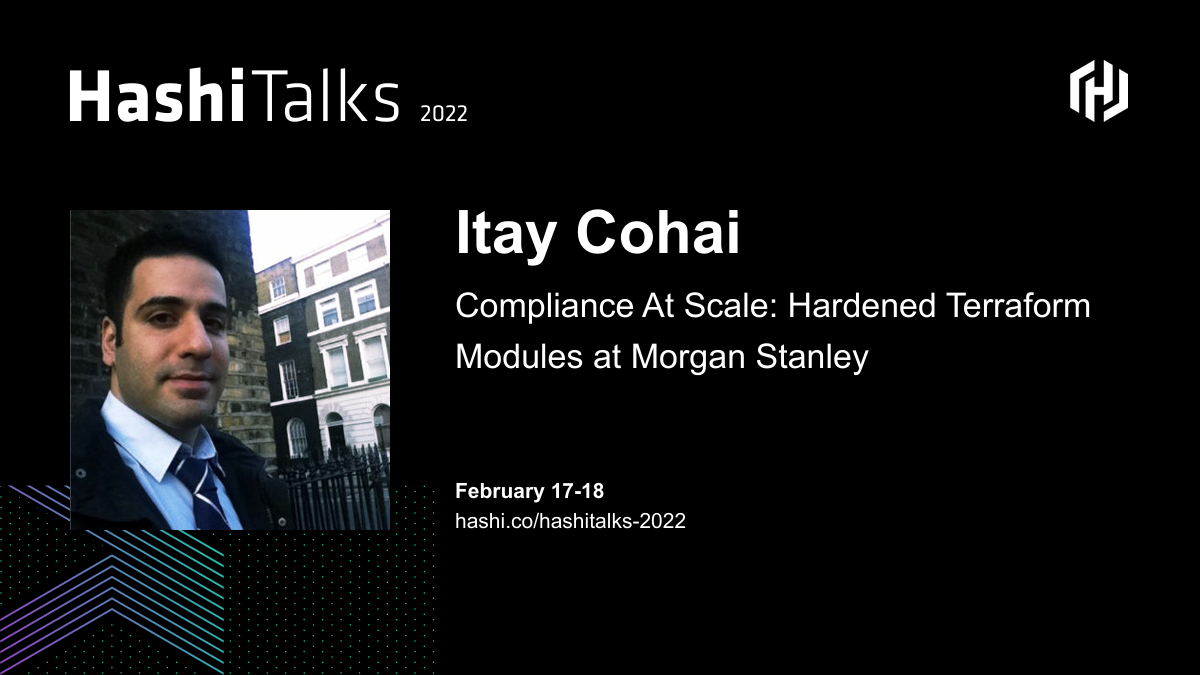 HashiTalks 2022
Itay Cohai
Compliance At Scale: Hardened Terraform
Modules at Morgan Stanley
February 17-18
hashi.co/hashitalks-2022